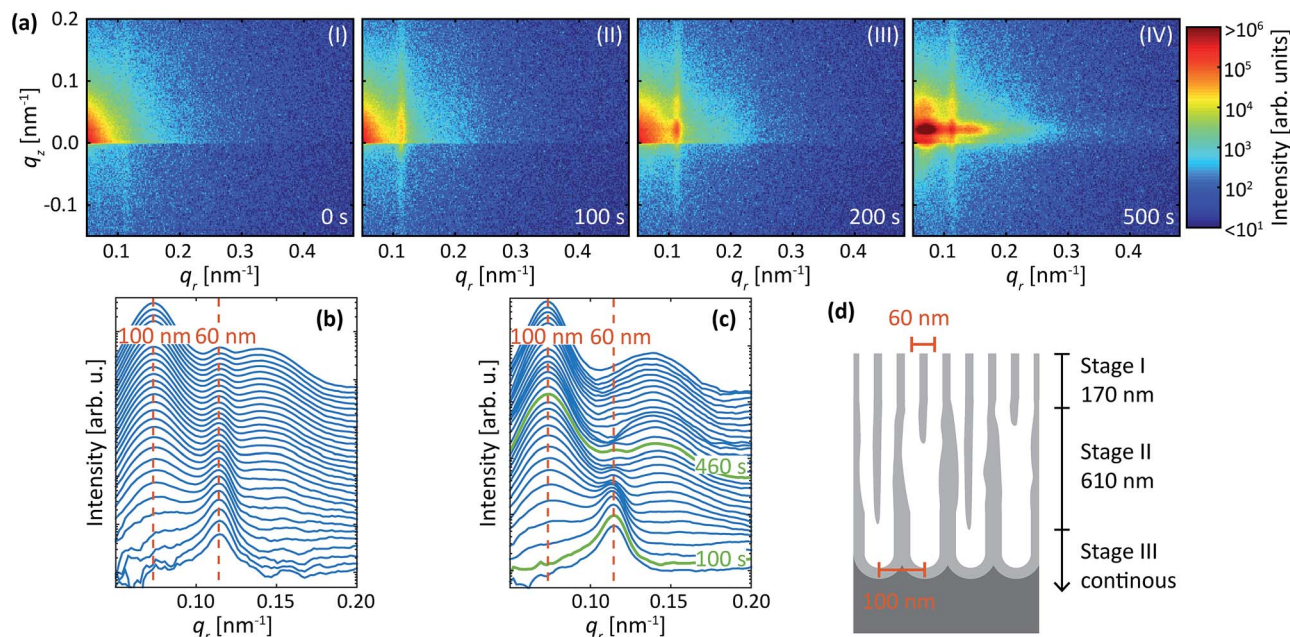 (a)
(I) (II) (III) (IV)
0.2
0.1
0.0
-0.1
q_z [nm⁻¹]
0 s 100 s 200 s 500 s
0.1 0.2 0.3 0.4 0.1 0.2 0.3 0.4 0.1 0.2 0.3 0.4 0.1 0.2 0.3 0.4
q_r [nm⁻¹] q_r [nm⁻¹] q_r [nm⁻¹] q_r [nm⁻¹]
>10⁶
10⁵
10⁴
10³
10²
<10¹
Intensity [arb. units]
(b)
100 nm 60 nm
Intensity [arb. u.]
0.10 0.15 0.20
q_r [nm⁻¹]
(c)
100 nm 60 nm
460 s
100 s
Intensity [arb. u.]
0.10 0.15 0.20
q_r [nm⁻¹]
(d)
60 nm
Stage I
170 nm
Stage II
610 nm
Stage III
continous
100 nm